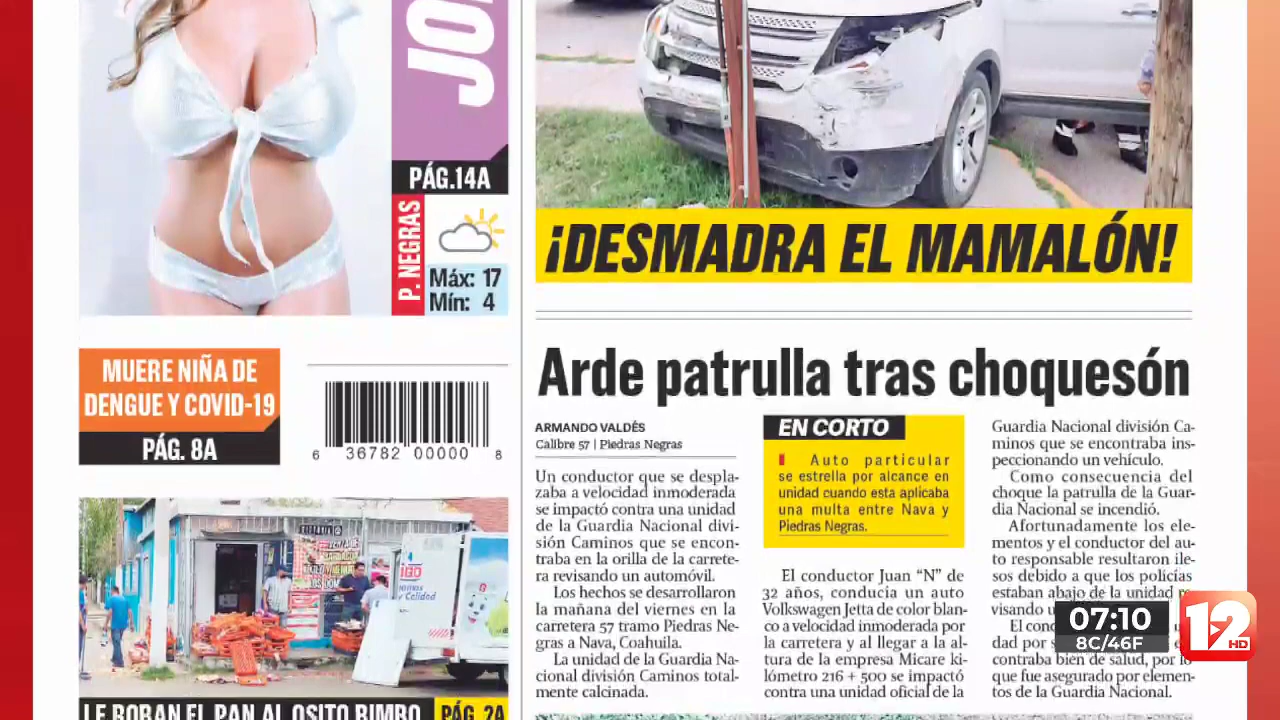 JO
PÁG.14A
P. NEGRAS
Máx: 17
Mín: 4
MUERE NIÑA DE
DENGUE Y COVID-19
PÁG. 8A
6 36782 00000 8
LE ROBAN EL PAN AL OSITO BIMBO
PÁG. 2A
¡DESMADRA EL MAMALÓN!
Arde patrulla tras choquesón
ARMANDO VALDÉS
Calibre 57 | Piedras Negras
Un conductor que se despla-
zaba a velocidad inmoderada
se impactó contra una unidad
de la Guardia Nacional divi-
sión Caminos que se encon-
traba en la orilla de la carrete-
ra revisando un automóvil.
Los hechos se desarrollaron
la mañana del viernes en la
carretera 57 tramo Piedras Ne-
gras a Nava, Coahuila.
La unidad de la Guardia Na-
cional división Caminos total-
mente calcinada.
EN CORTO
Auto particular
se estrella por alcance en
unidad cuando esta aplicaba
una multa entre Nava y
Piedras Negras.
El conductor Juan “N” de
32 años, conducía un auto
Volkswagen Jetta de color blan-
co a velocidad inmoderada por
la carretera y al llegar a la al-
tura de la empresa Micare ki-
lómetro 216 + 500 se impactó
contra una unidad oficial de la
Guardia Nacional división Ca-
minos que se encontraba ins-
peccionando un vehículo.
Como consecuencia del
choque la patrulla de la Guar-
dia Nacional se incendió.
Afortunadamente los ele-
mentos y el conductor del au-
to responsable resultaron ile-
sos debido a que los policías
estaban abajo de la unidad re-
visando
El
dad por
contraba bien de salud, por lo
que fue asegurado por elemen-
tos de la Guardia Nacional.
07:10
8C/46F
12
HD